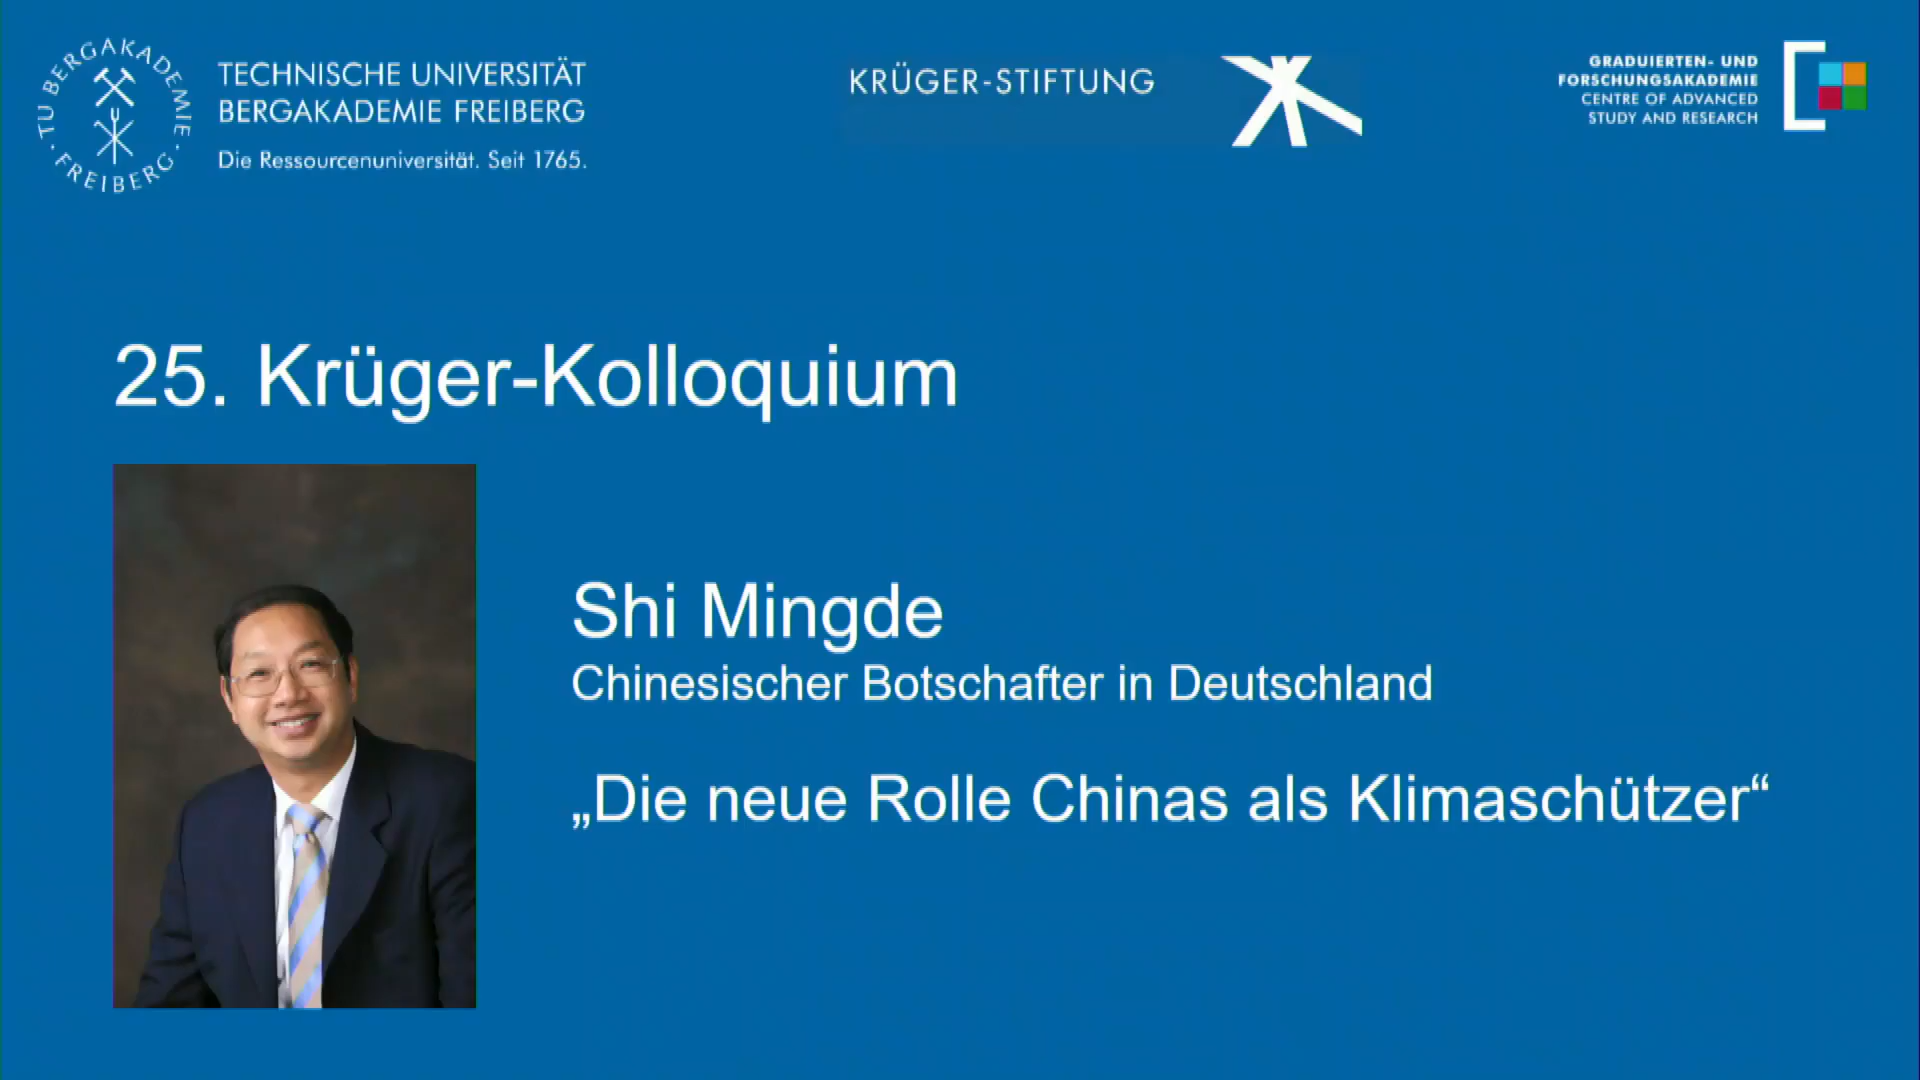 TU BERGAKADEMIE
· FREIBERG ·
TECHNISCHE UNIVERSITÄT
BERGAKADEMIE FREIBERG
Die Ressourcenuniversität. Seit 1765.
KRÜGER-STIFTUNG
GRADUIERTEN- UND
FORSCHUNGSAKADEMIE
CENTRE OF ADVANCED
STUDY AND RESEARCH
25. Krüger-Kolloquium
Shi Mingde
Chinesischer Botschafter in Deutschland
„Die neue Rolle Chinas als Klimaschützer“